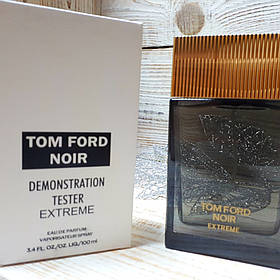 TOM FORD
NOIR
DEMONSTRATION
TESTER
EXTREME
EAU DE PARFUM
VAPORISATEUR SPRAY
3.4 FL. OZ./OZ. LIQ/100 ml
TOM FORD
NOIR
EXTREME